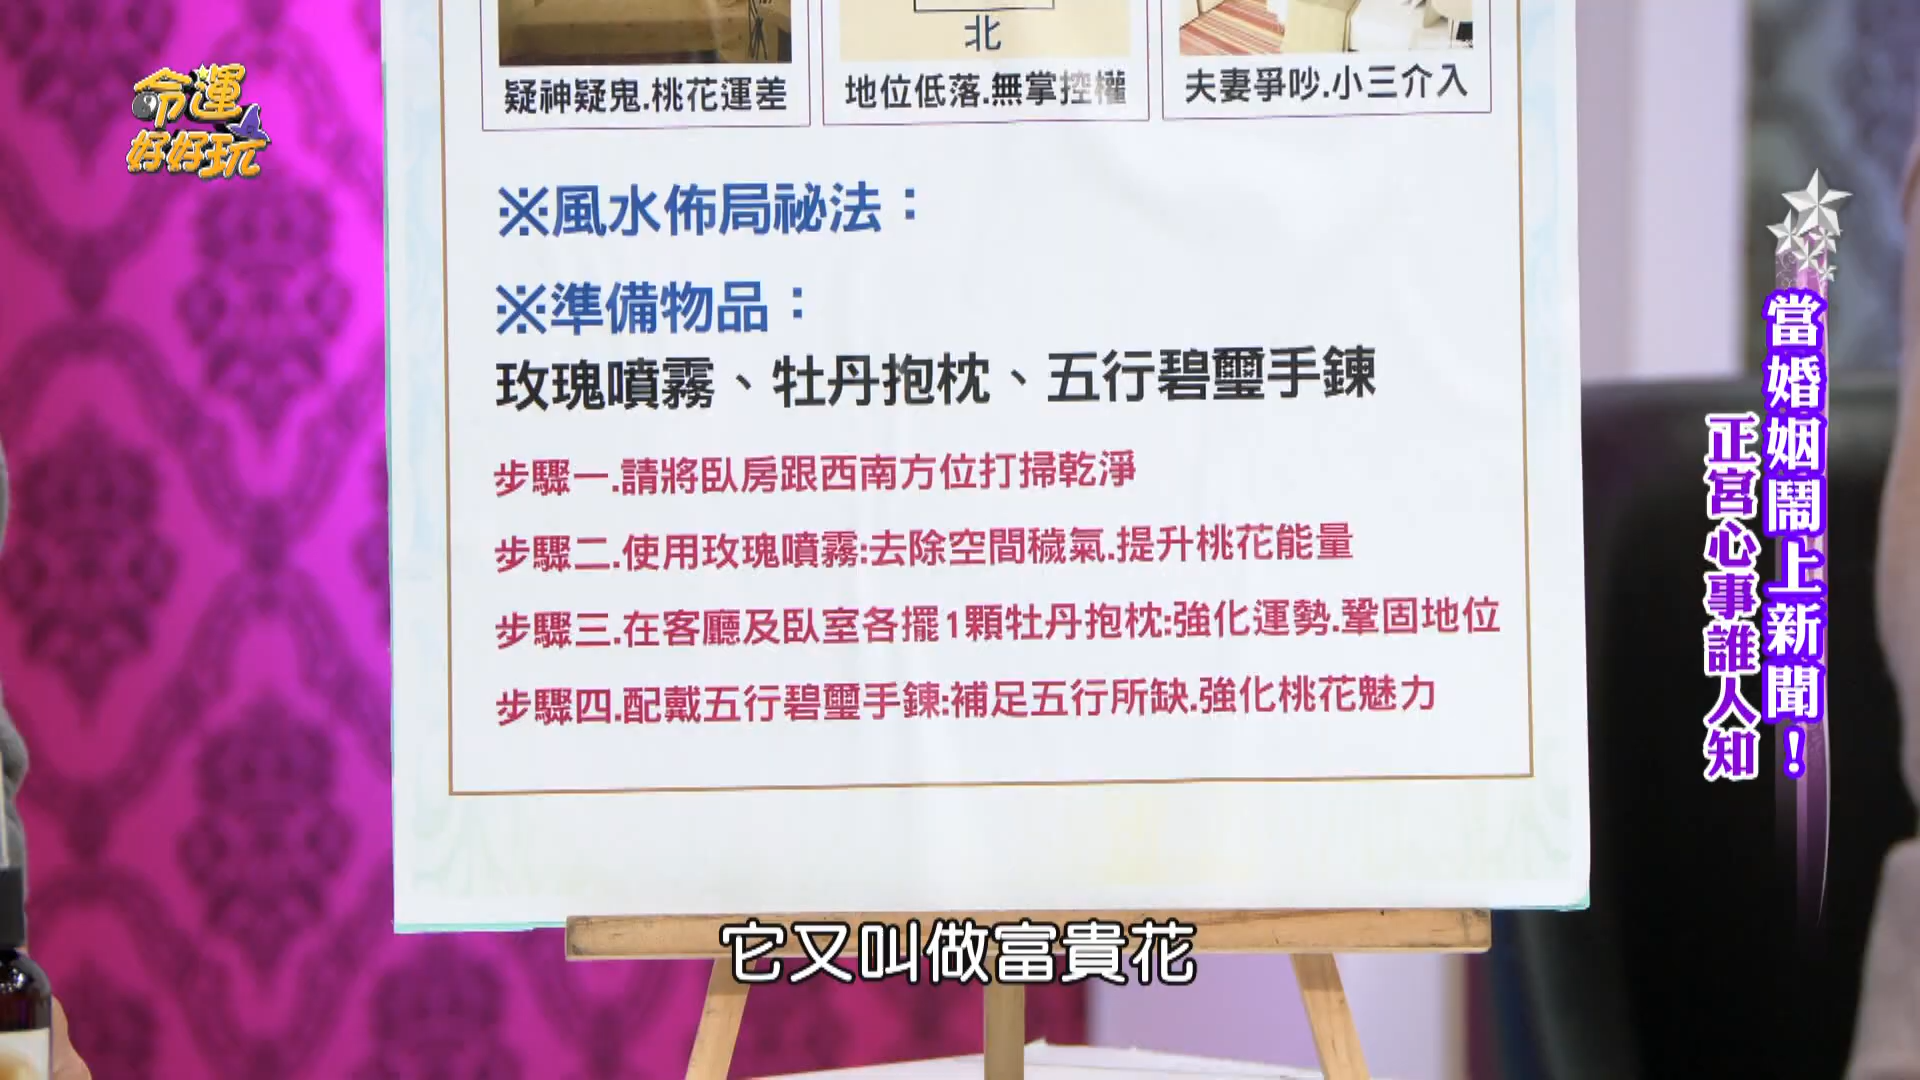 命運
好好玩
北
疑神疑鬼.桃花運差
地位低落.無掌控權
夫妻爭吵.小三介入
※風水佈局祕法：
※準備物品：
玫瑰噴霧、牡丹抱枕、五行碧璽手鍊
步驟一.請將臥房跟西南方位打掃乾淨
步驟二.使用玫瑰噴霧:去除空間穢氣.提升桃花能量
步驟三.在客廳及臥室各擺1顆牡丹抱枕:強化運勢.鞏固地位
步驟四.配戴五行碧璽手鍊:補足五行所缺.強化桃花魅力
當婚姻鬧上新聞！
正宮心事誰人知
它又叫做富貴花